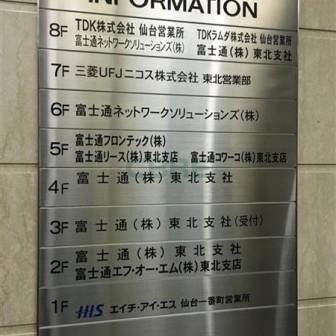 INFORMATION
8F TDK株式会社 仙台営業所 TDKラムダ株式会社 仙台営業所
富士通ネットワークソリューションズ(株) 富士通(株)東北支社
7F 三菱UFJニコス株式会社 東北営業部
6F 富士通ネットワークソリューションズ(株)
5F 富士通フロンテック(株)
富士通リース(株)東北支店 富士通コワーコ(株)東北支店
4F 富士通(株)東北支社
3F 富士通(株)東北支社(受付)
2F 富士通(株)東北支社
富士通エフ・オー・エム(株)東北支店
1F HIS エイチ・アイ・エス 仙台一番町営業所